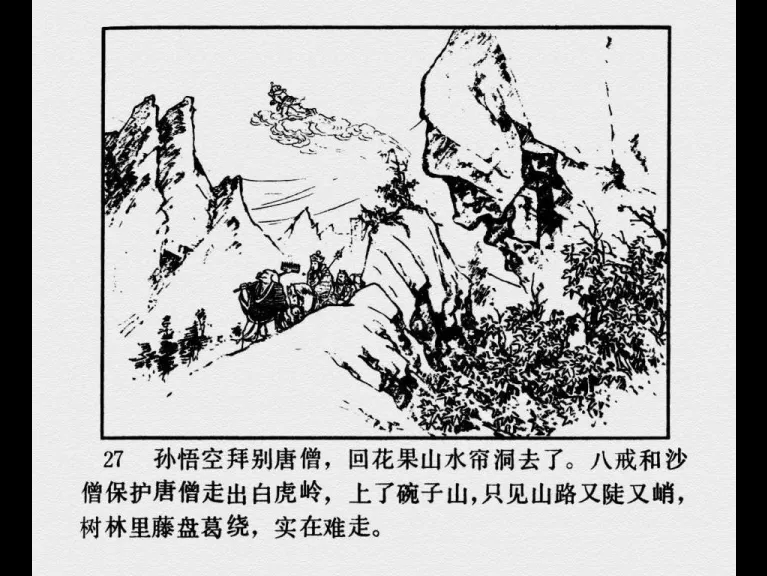 27 孙悟空拜别唐僧，回花果山水帘洞去了。八戒和沙
僧保护唐僧走出白虎岭，上了碗子山，只见山路又陡又峭，
树林里藤盘葛绕，实在难走。